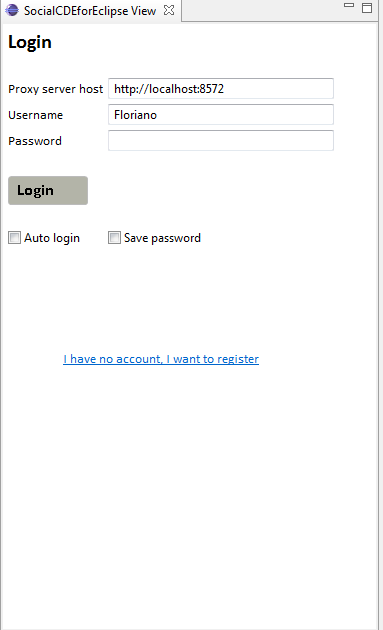 SocialCDEforEclipse View
Login
Proxy server host http://localhost:8572
Username Floriano
Password
Login
Auto login Save password
I have no account, I want to register